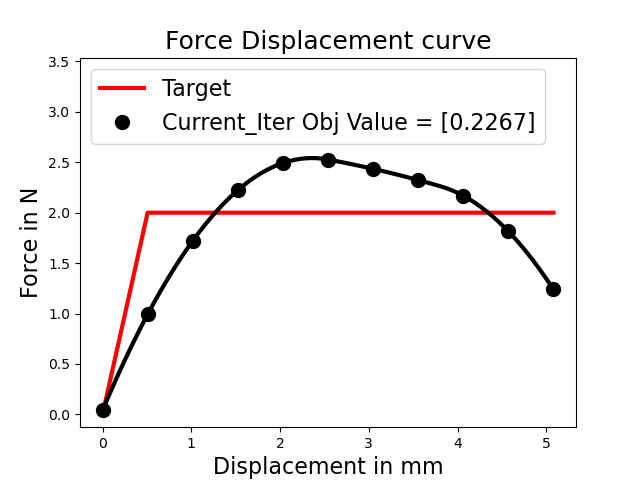 Force Displacement curve
Target
Current_Iter Obj Value = [0.2267]
3.5
3.0
2.5
2.0
1.5
1.0
0.5
0.0
Force in N
0 1 2 3 4 5
Displacement in mm